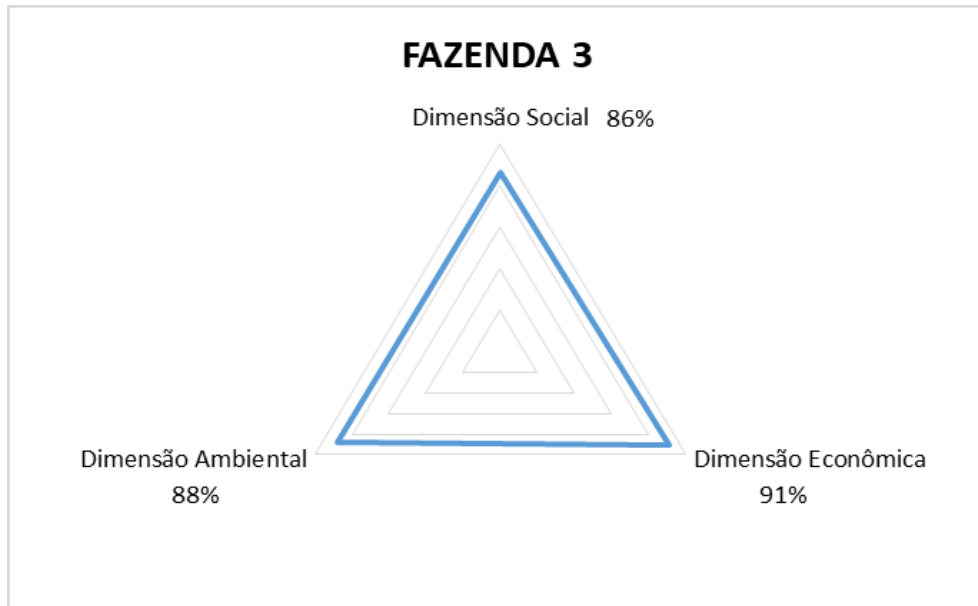 FAZENDA 3
Dimensão Social 86%
Dimensão Ambiental
88%
Dimensão Econômica
91%